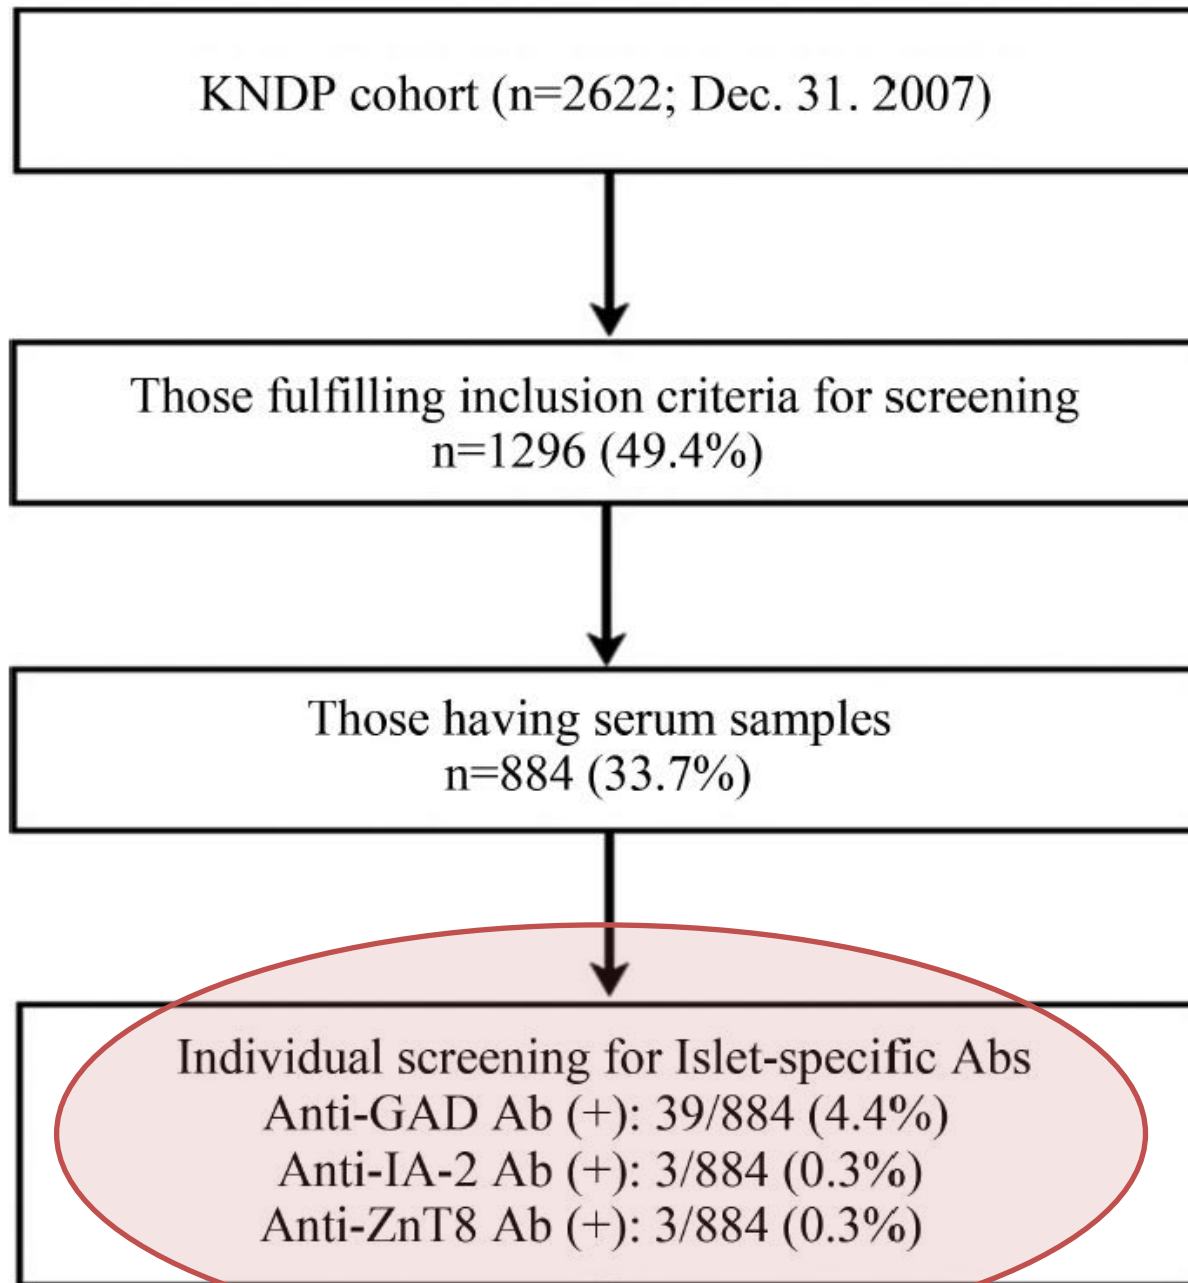 KNDP cohort (n=2622; Dec. 31. 2007)
Those fulfilling inclusion criteria for screening
n=1296 (49.4%)
Those having serum samples
n=884 (33.7%)
Individual screening for Islet-specific Abs
Anti-GAD Ab (+): 39/884 (4.4%)
Anti-IA-2 Ab (+): 3/884 (0.3%)
Anti-ZnT8 Ab (+): 3/884 (0.3%)